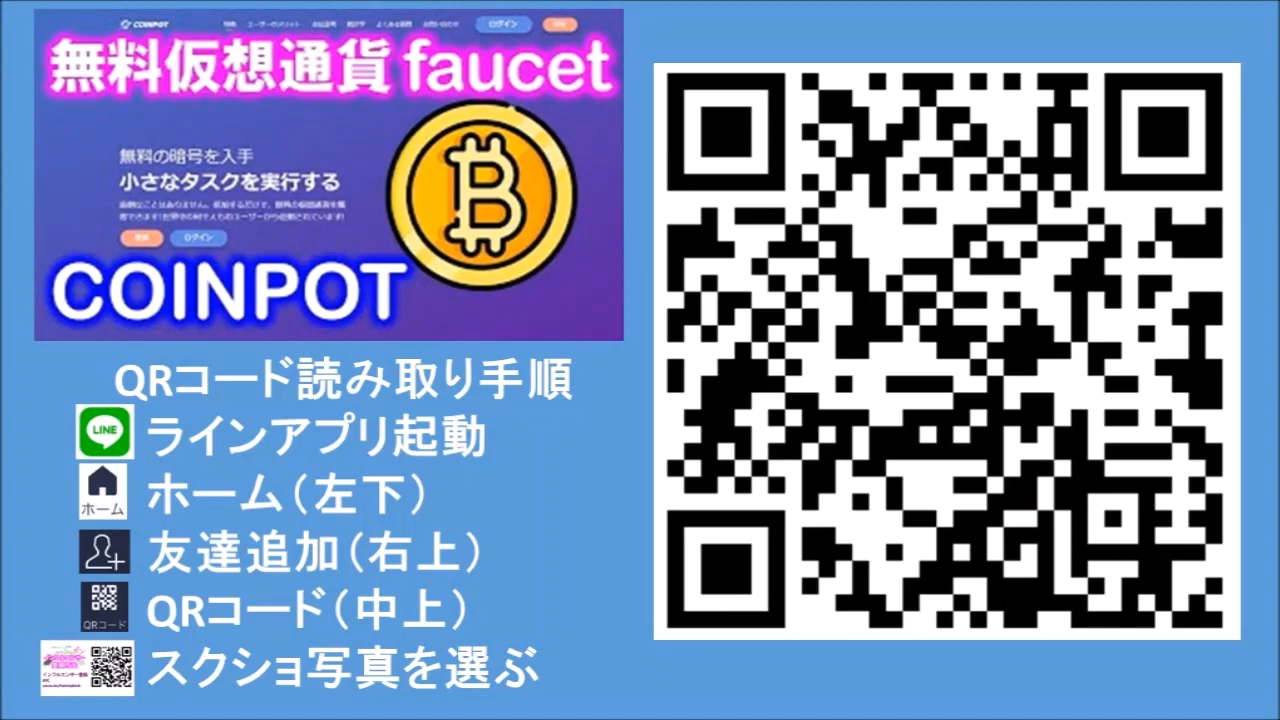 COINPOT
ログイン
無料仮想通貨 faucet
無料の暗号を入手
小さなタスクを実行する
ログイン
COINPOT
QRコード読み取り手順
LINE
ラインアプリ起動
ホーム
ホーム（左下）
友達追加（右上）
QRコード
QRコード（中上）
スクショ写真を選ぶ